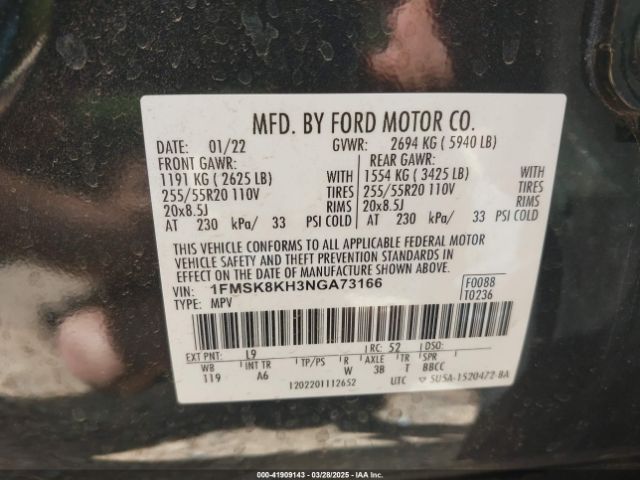 MFD. BY FORD MOTOR CO.
DATE: 01/22 GVWR: 2694 KG ( 5940 LB)
FRONT GAWR: REAR GAWR:
1191 KG ( 2625 LB) WITH 1554 KG ( 3425 LB) WITH
255/55R20 110V TIRES 255/55R20 110V TIRES
20x8.5J RIMS 20x8.5J RIMS
AT 230 kPa/ 33 PSI COLD AT 230 kPa/ 33 PSI COLD
THIS VEHICLE CONFORMS TO ALL APPLICABLE FEDERAL MOTOR
VEHICLE SAFETY AND THEFT PREVENTION STANDARDS IN
EFFECT ON THE DATE OF MANUFACTURE SHOWN ABOVE.
VIN: 1FMSK8KH3NGA73166 F0088
TYPE: MPV T0236
EXT PNT: L9 RC: 52 DSO:
WB INT TR TP/PS R AXLE TR SPR
119 A6 W 3B T BBCC
1202201112652 UTC 5U5A-1520472-BA
000-41909143 03/28/2025 IAA, Inc.